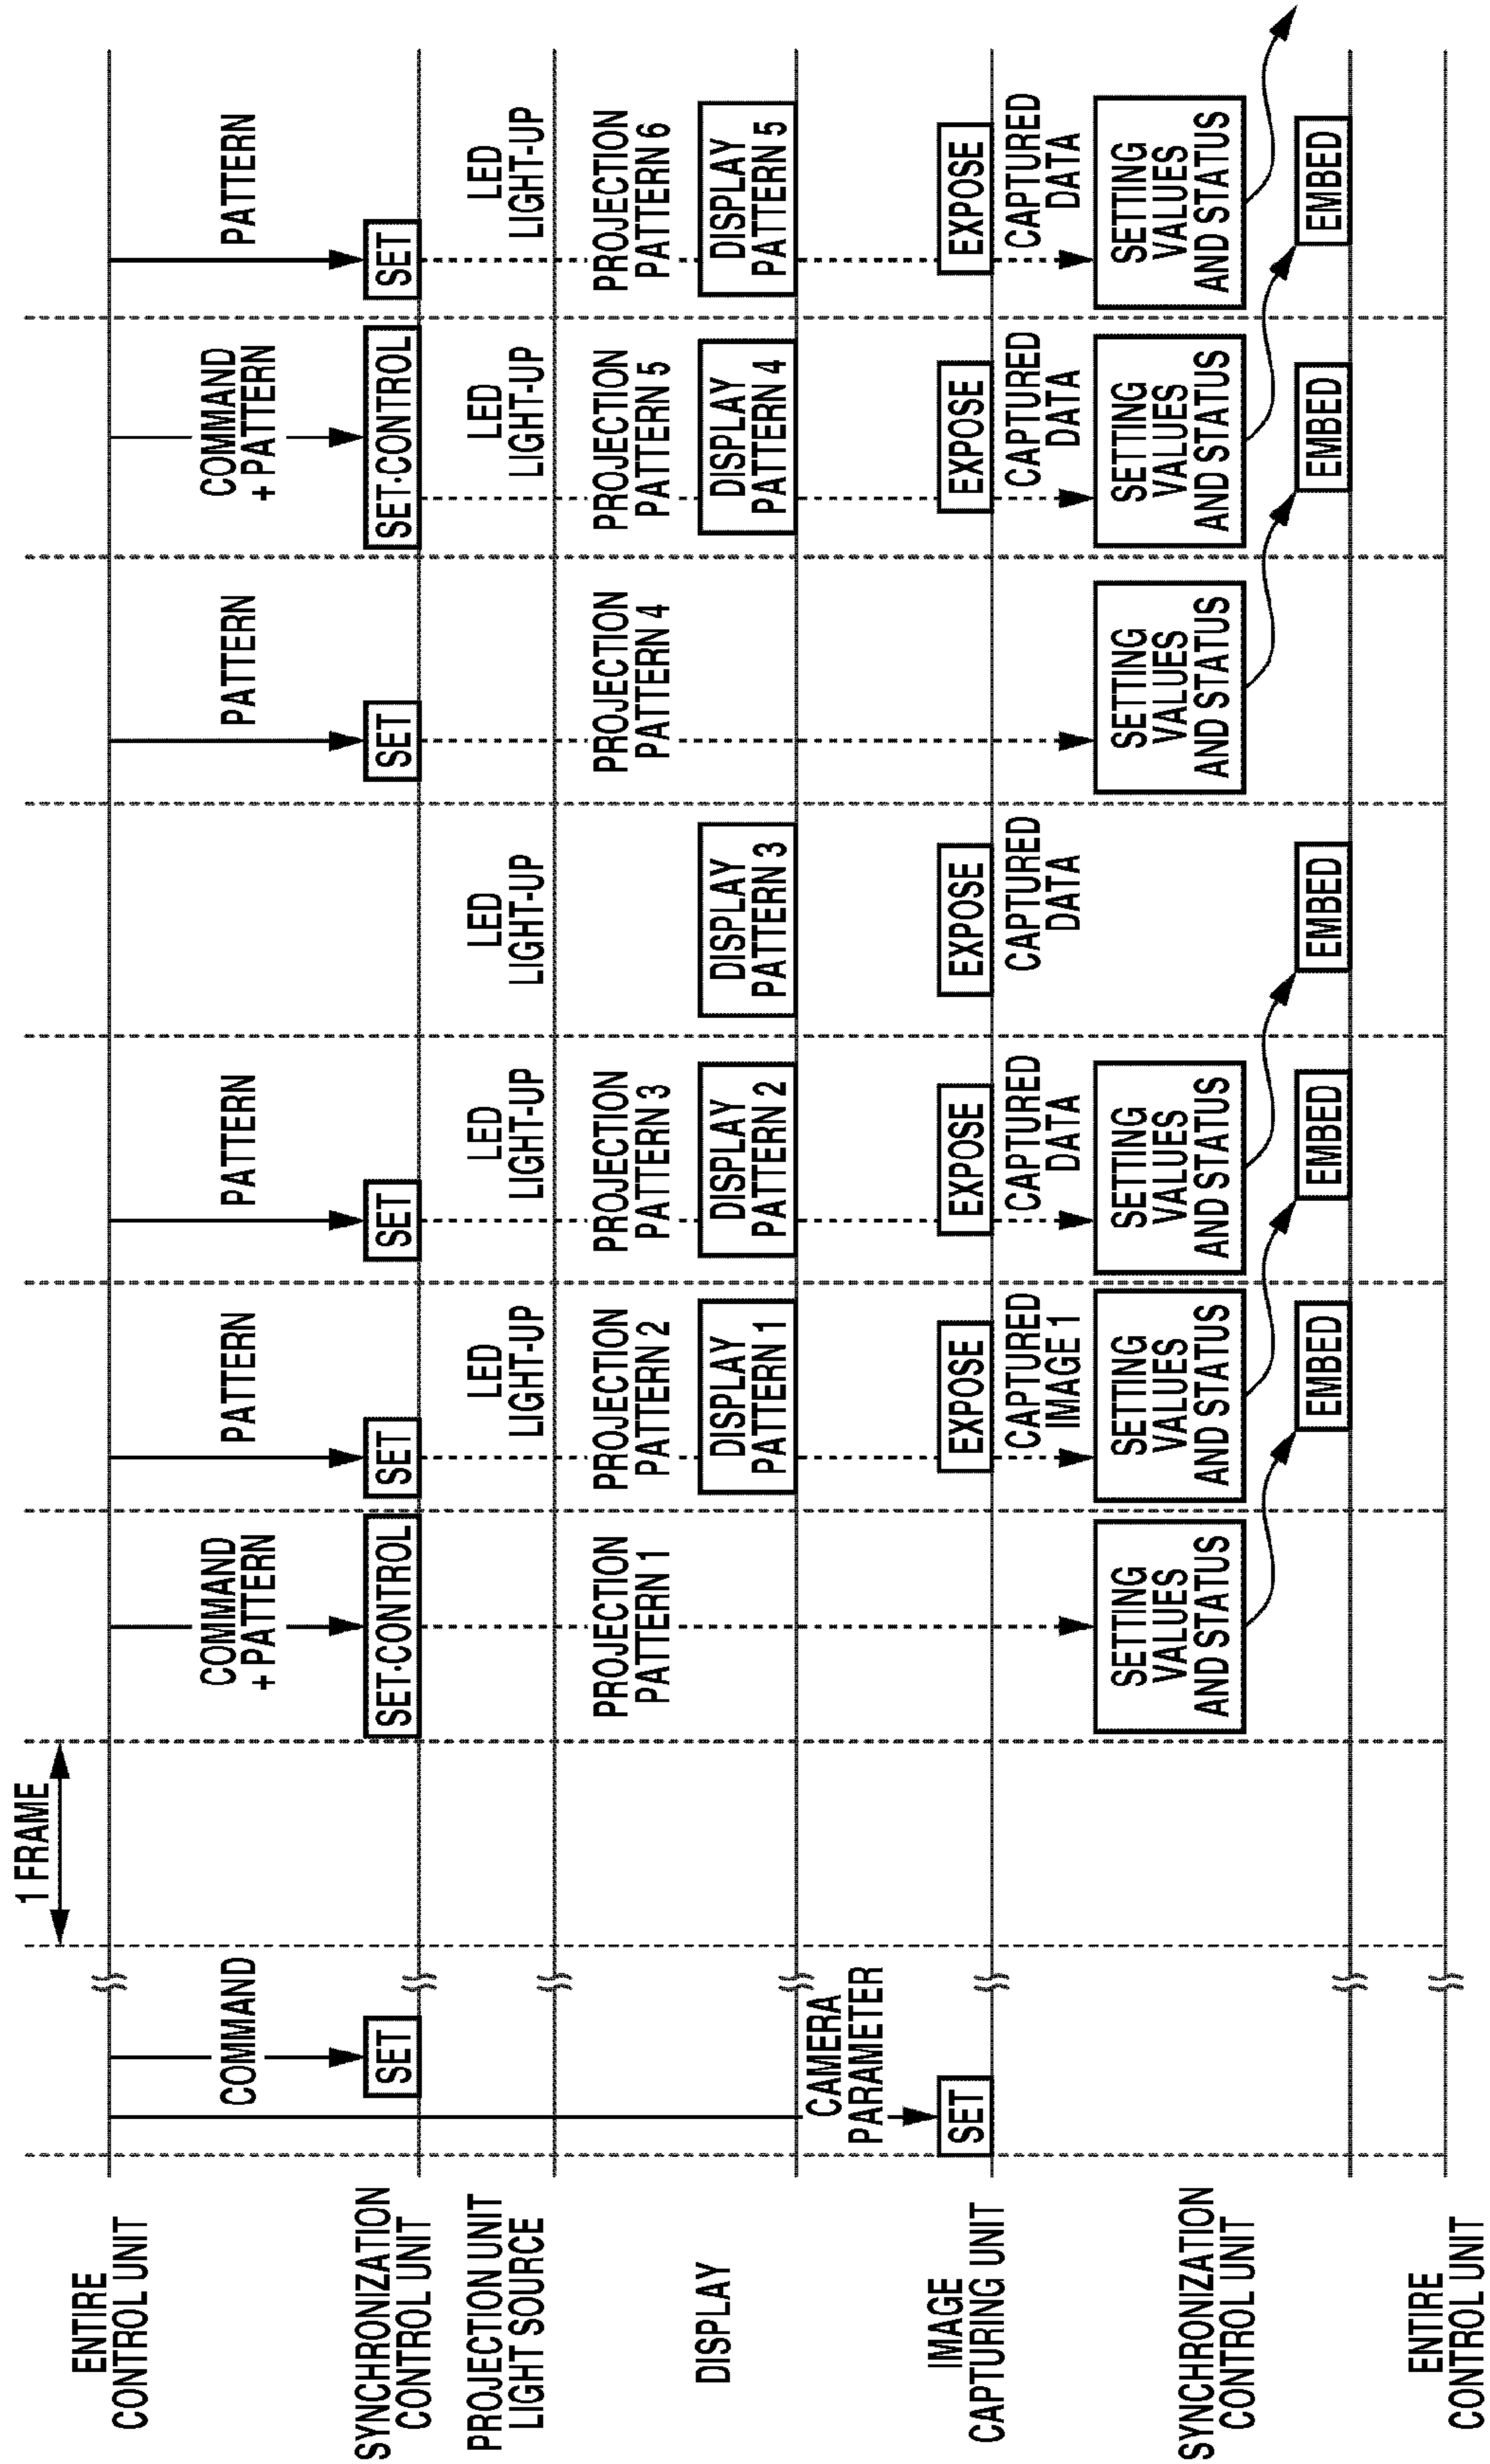 1 FRAME
ENTIRE
CONTROL UNIT
COMMAND
COMMAND
+ PATTERN
PATTERN
PATTERN
PATTERN
COMMAND
+ PATTERN
PATTERN
SYNCHRONIZATION
CONTROL UNIT
SET
SET·CONTROL
SET
SET
SET
SET·CONTROL
SET
PROJECTION UNIT
LIGHT SOURCE
LED
LIGHT-UP
LED
LIGHT-UP
LED
LIGHT-UP
LED
LIGHT-UP
LED
LIGHT-UP
PROJECTION
PATTERN 1
PROJECTION
PATTERN 2
PROJECTION
PATTERN 3
PROJECTION
PATTERN 4
PROJECTION
PATTERN 5
PROJECTION
PATTERN 6
DISPLAY
DISPLAY
PATTERN 1
DISPLAY
PATTERN 2
DISPLAY
PATTERN 3
DISPLAY
PATTERN 4
DISPLAY
PATTERN 5
CAMERA
PARAMETER
IMAGE
CAPTURING UNIT
SET
EXPOSE
EXPOSE
EXPOSE
EXPOSE
EXPOSE
CAPTURED
IMAGE 1
CAPTURED
DATA
CAPTURED
DATA
CAPTURED
DATA
CAPTURED
DATA
SYNCHRONIZATION
CONTROL UNIT
SETTING
VALUES
AND STATUS
SETTING
VALUES
AND STATUS
SETTING
VALUES
AND STATUS
SETTING
VALUES
AND STATUS
SETTING
VALUES
AND STATUS
SETTING
VALUES
AND STATUS
EMBED
EMBED
EMBED
EMBED
EMBED
ENTIRE
CONTROL UNIT